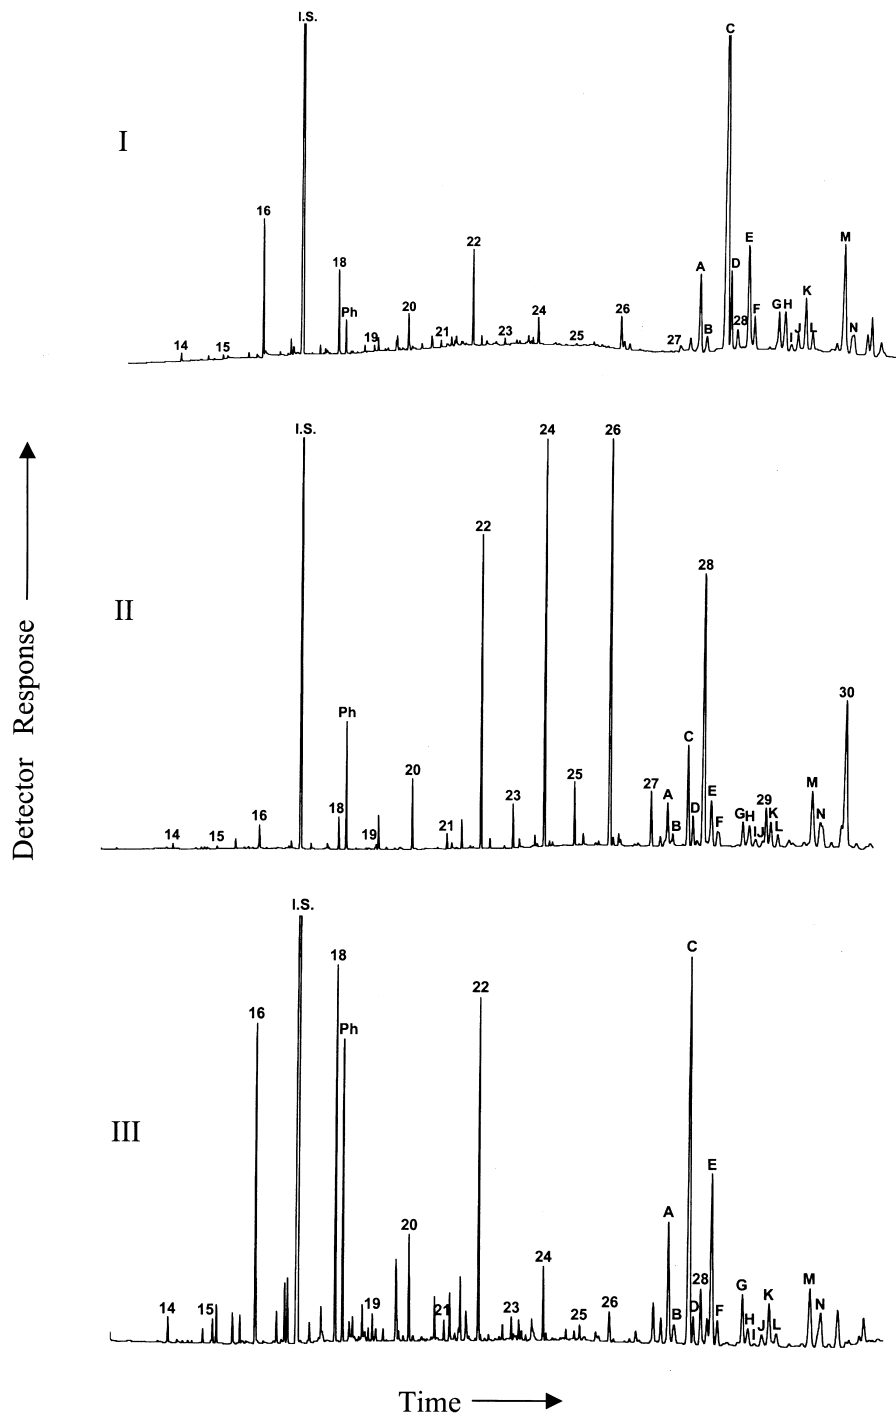 I.S.
C
I
16
22
18
Ph
20
19
21
23
24
25
26
14
15
A
D
E
B
28
F
27
G H
K
I
J
L
M
N
I.S.
24
26
22
28
II
Ph
30
C
20
18
16
25
27
23
A
D
E
29
M
14
15
19
21
B
F
G H
I
J
K
L
N
Detector Response
I.S.
C
18
22
16
Ph
III
E
A
20
24
28
G
M
14
15
19
21
23
25
26
B
D
F
H
I
J
K
L
N
Time